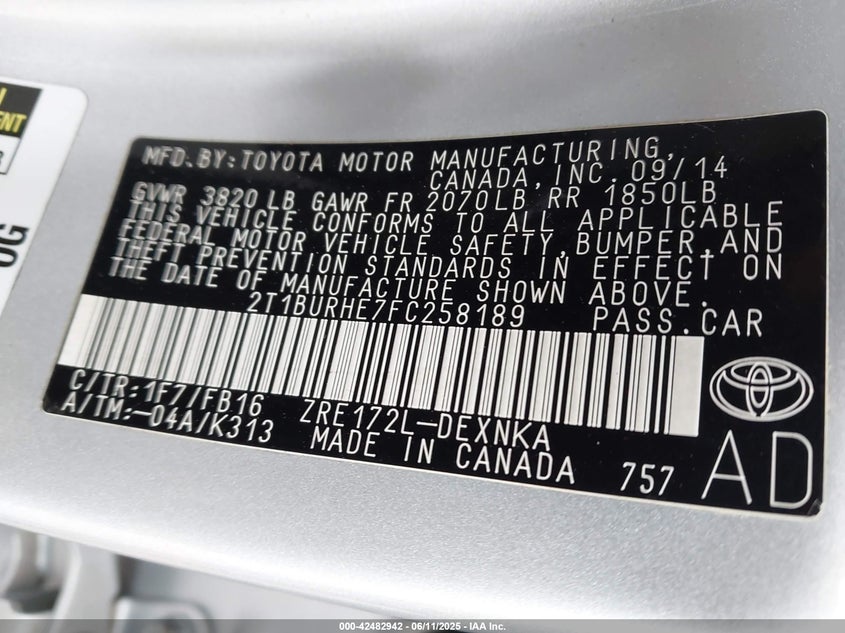 MFD. BY: TOYOTA MOTOR MANUFACTURING,
CANADA, INC. 09/14
GVWR 3820 LB GAWR FR 2070LB RR 1850LB
THIS VEHICLE CONFORMS TO ALL APPLICABLE
FEDERAL MOTOR VEHICLE SAFETY, BUMPER, AND
THEFT PREVENTION STANDARDS IN EFFECT ON
THE DATE OF MANUFACTURE SHOWN ABOVE.
2T1BURHE7FC258189 PASS.CAR
C/TR: 1F7/FB16 ZRE172L-DEXNKA
A/TM:-04A/K313 MADE IN CANADA 757 AD
OG
000-42482942 - 06/11/2025 - IAA Inc.